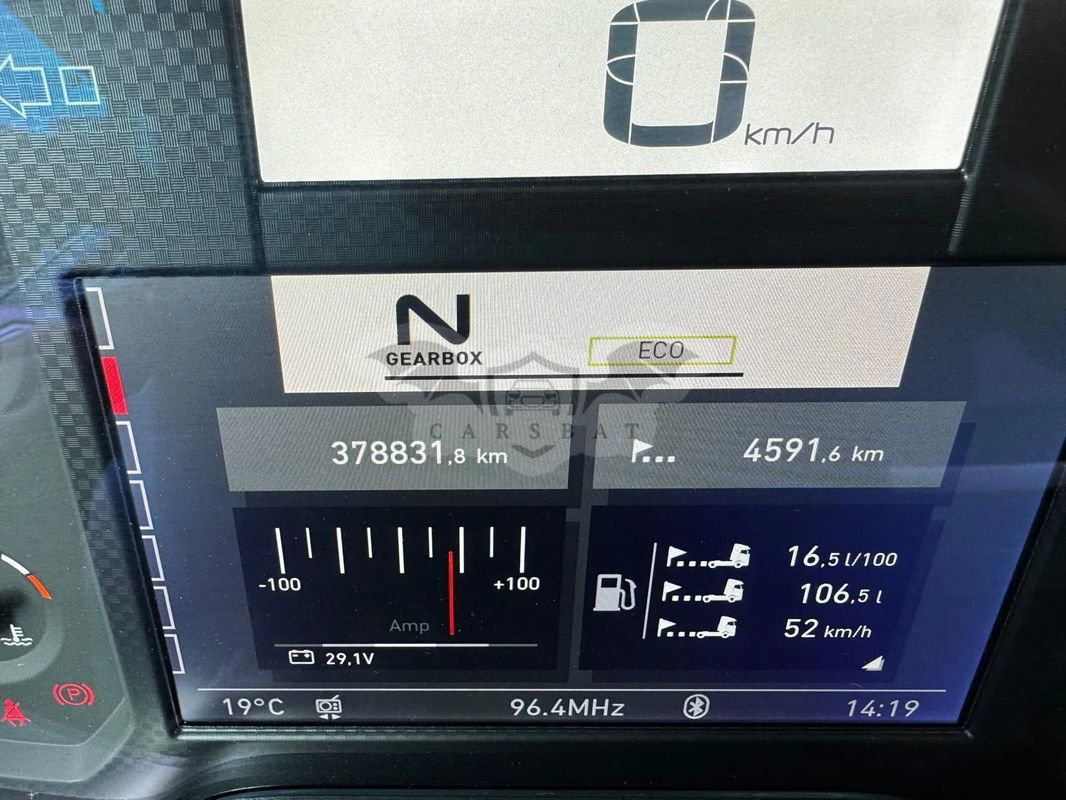 0 km/h
N
GEARBOX
ECO
CARSBAT
378831,8 km
4591,6 km
-100 +100
Amp
29,1V
16,5 l/100
106,5 l
52 km/h
P
19°C
96.4MHz
14:19